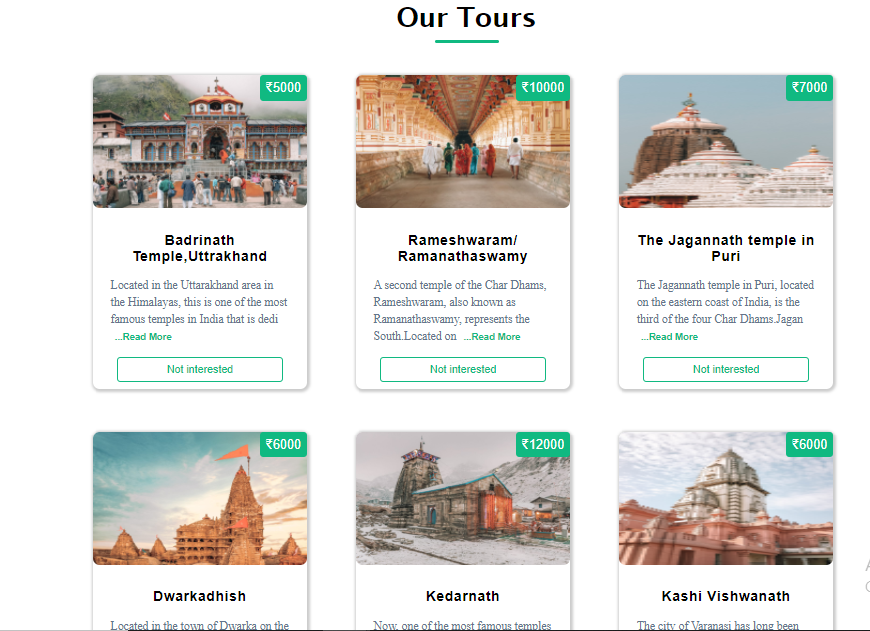 Our Tours
₹5000
₹10000
₹7000
Badrinath
Temple,Uttrakhand
Located in the Uttarakhand area in
the Himalayas, this is one of the most
famous temples in India that is dedi
...Read More
Not interested
Rameshwaram/
Ramanathaswamy
A second temple of the Char Dhams,
Rameshwaram, also known as
Ramanathaswamy, represents the
South.Located on ...Read More
Not interested
The Jagannath temple in
Puri
The Jagannath temple in Puri, located
on the eastern coast of India, is the
third of the four Char Dhams.Jagan
...Read More
Not interested
₹6000
₹12000
₹6000
Dwarkadhish
Located in the town of Dwarka on the
Kedarnath
Now, one of the most famous temples
Kashi Vishwanath
The city of Varanasi has long been